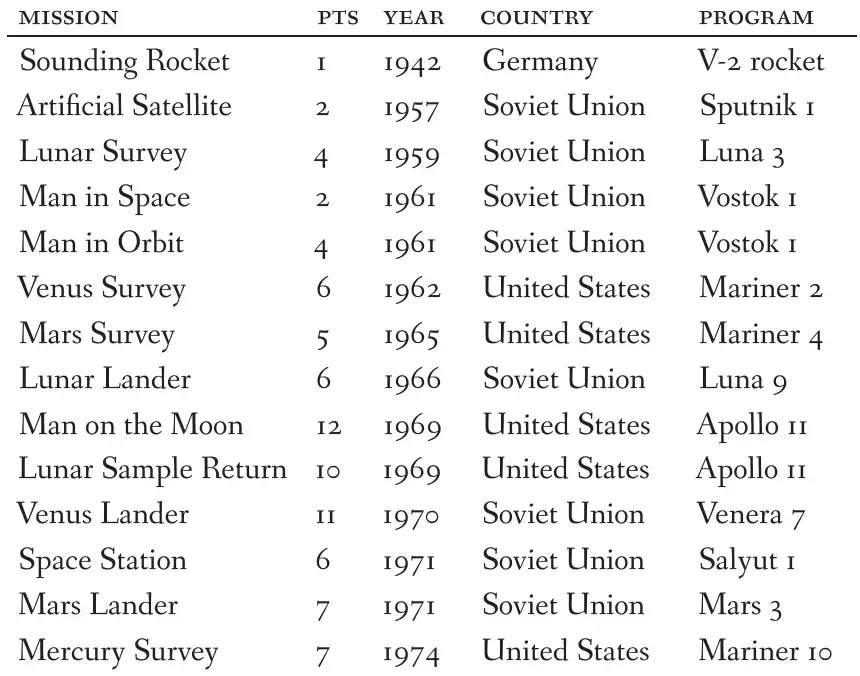 MISSION PTS YEAR COUNTRY PROGRAM
Sounding Rocket 1 1942 Germany V-2 rocket
Artificial Satellite 2 1957 Soviet Union Sputnik 1
Lunar Survey 4 1959 Soviet Union Luna 3
Man in Space 2 1961 Soviet Union Vostok 1
Man in Orbit 4 1961 Soviet Union Vostok 1
Venus Survey 6 1962 United States Mariner 2
Mars Survey 5 1965 United States Mariner 4
Lunar Lander 6 1966 Soviet Union Luna 9
Man on the Moon 12 1969 United States Apollo 11
Lunar Sample Return 10 1969 United States Apollo 11
Venus Lander 11 1970 Soviet Union Venera 7
Space Station 6 1971 Soviet Union Salyut 1
Mars Lander 7 1971 Soviet Union Mars 3
Mercury Survey 7 1974 United States Mariner 10